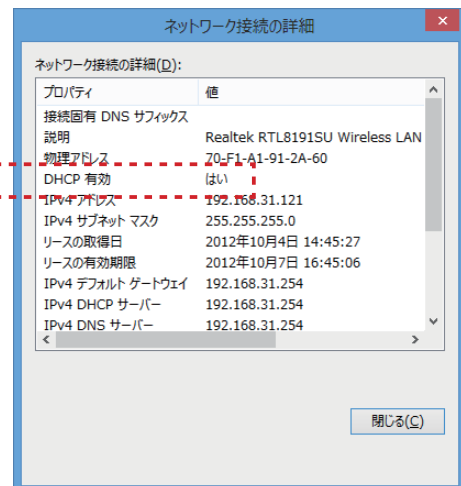 ネットワーク接続の詳細
ネットワーク接続の詳細(D):
プロパティ 値
接続固有 DNS サフィックス
説明 Realtek RTL8191SU Wireless LAN
物理アドレス 70-F1-A1-91-2A-60
DHCP 有効 はい
IPv4 アドレス 192.168.31.121
IPv4 サブネット マスク 255.255.255.0
リースの取得日 2012年10月4日 14:45:27
リースの有効期限 2012年10月7日 16:45:06
IPv4 デフォルト ゲートウェイ 192.168.31.254
IPv4 DHCP サーバー 192.168.31.254
IPv4 DNS サーバー 192.168.31.254
閉じる(C)